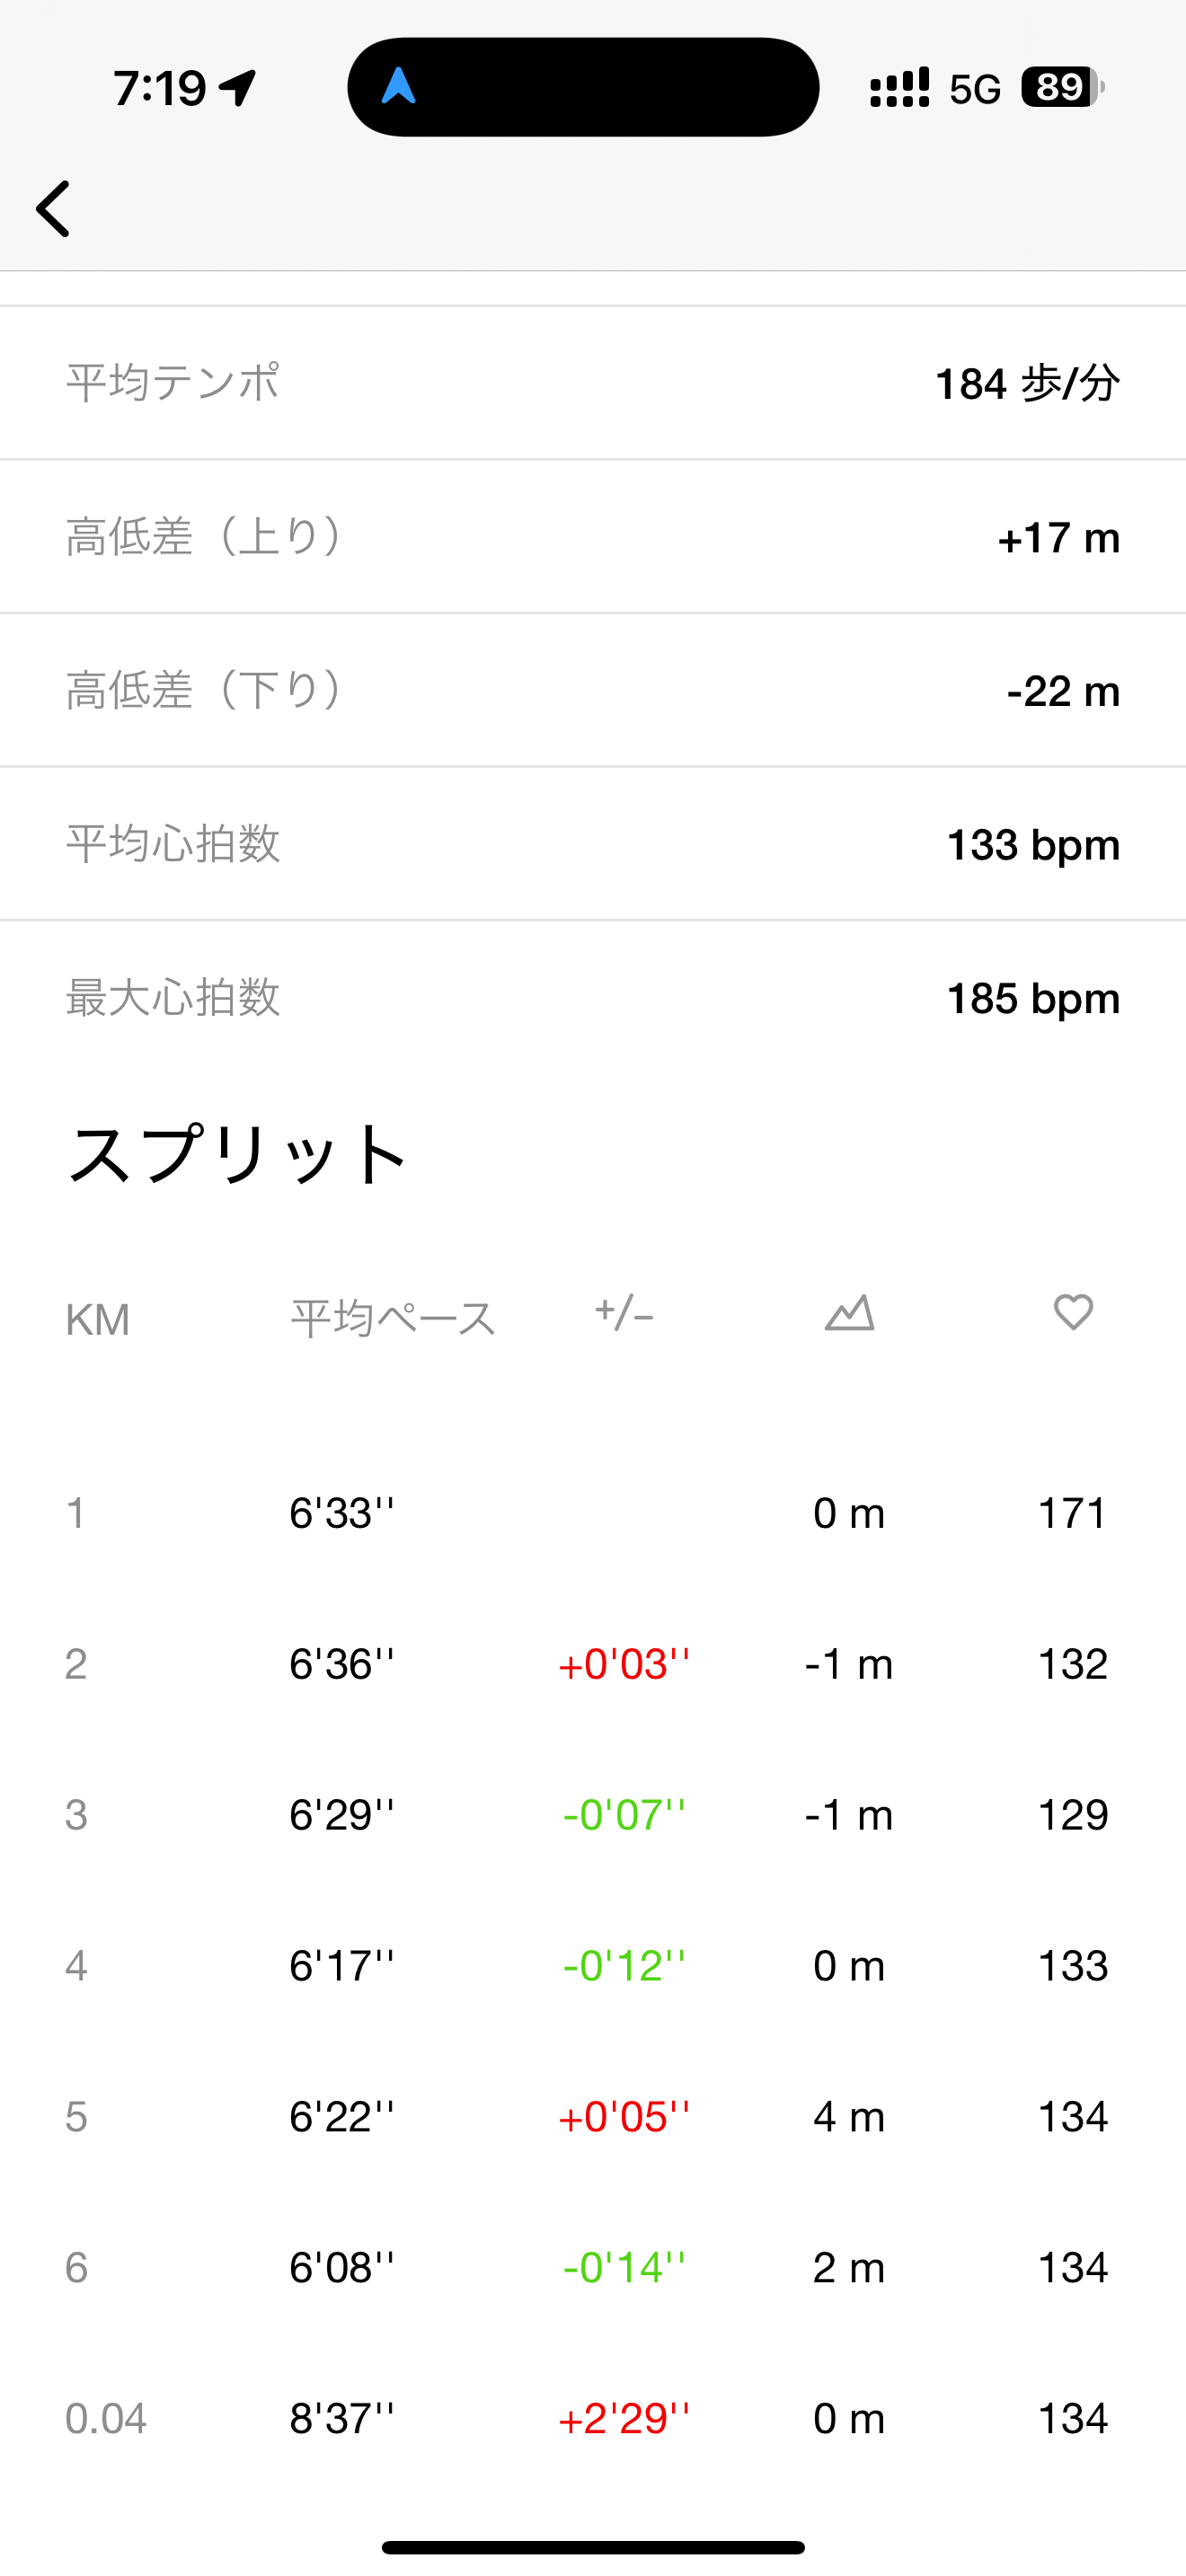 7:19 5G 89
平均テンポ 184 歩/分
高低差（上り） +17 m
高低差（下り） -22 m
平均心拍数 133 bpm
最大心拍数 185 bpm
スプリット
KM 平均ペース +/-
1 6'33'' 0 m 171
2 6'36'' +0'03'' -1 m 132
3 6'29'' -0'07'' -1 m 129
4 6'17'' -0'12'' 0 m 133
5 6'22'' +0'05'' 4 m 134
6 6'08'' -0'14'' 2 m 134
0.04 8'37'' +2'29'' 0 m 134